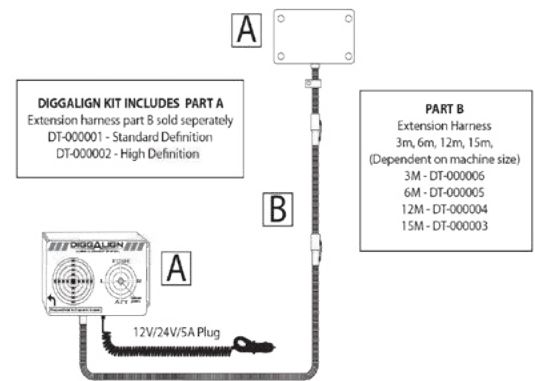 A
DIGGALIGN KIT INCLUDES PART A
Extension harness part B sold seperately
DT-000001 - Standard Definition
DT-000002 - High Definition
PART B
Extension Harness
3m, 6m, 12m, 15m,
(Dependent on machine size)
3M - DT-000006
6M - DT-000005
12M - DT-000004
15M - DT-000003
B
DIGGALIGN
A
12V/24V/5A Plug